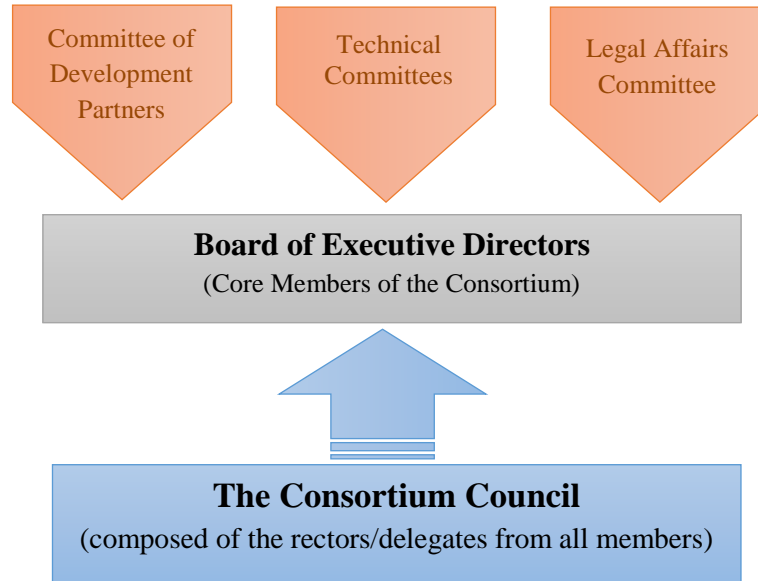 Committee of
Development
Partners
Technical
Committees
Legal Affairs
Committee
Board of Executive Directors
(Core Members of the Consortium)
The Consortium Council
(composed of the rectors/delegates from all members)